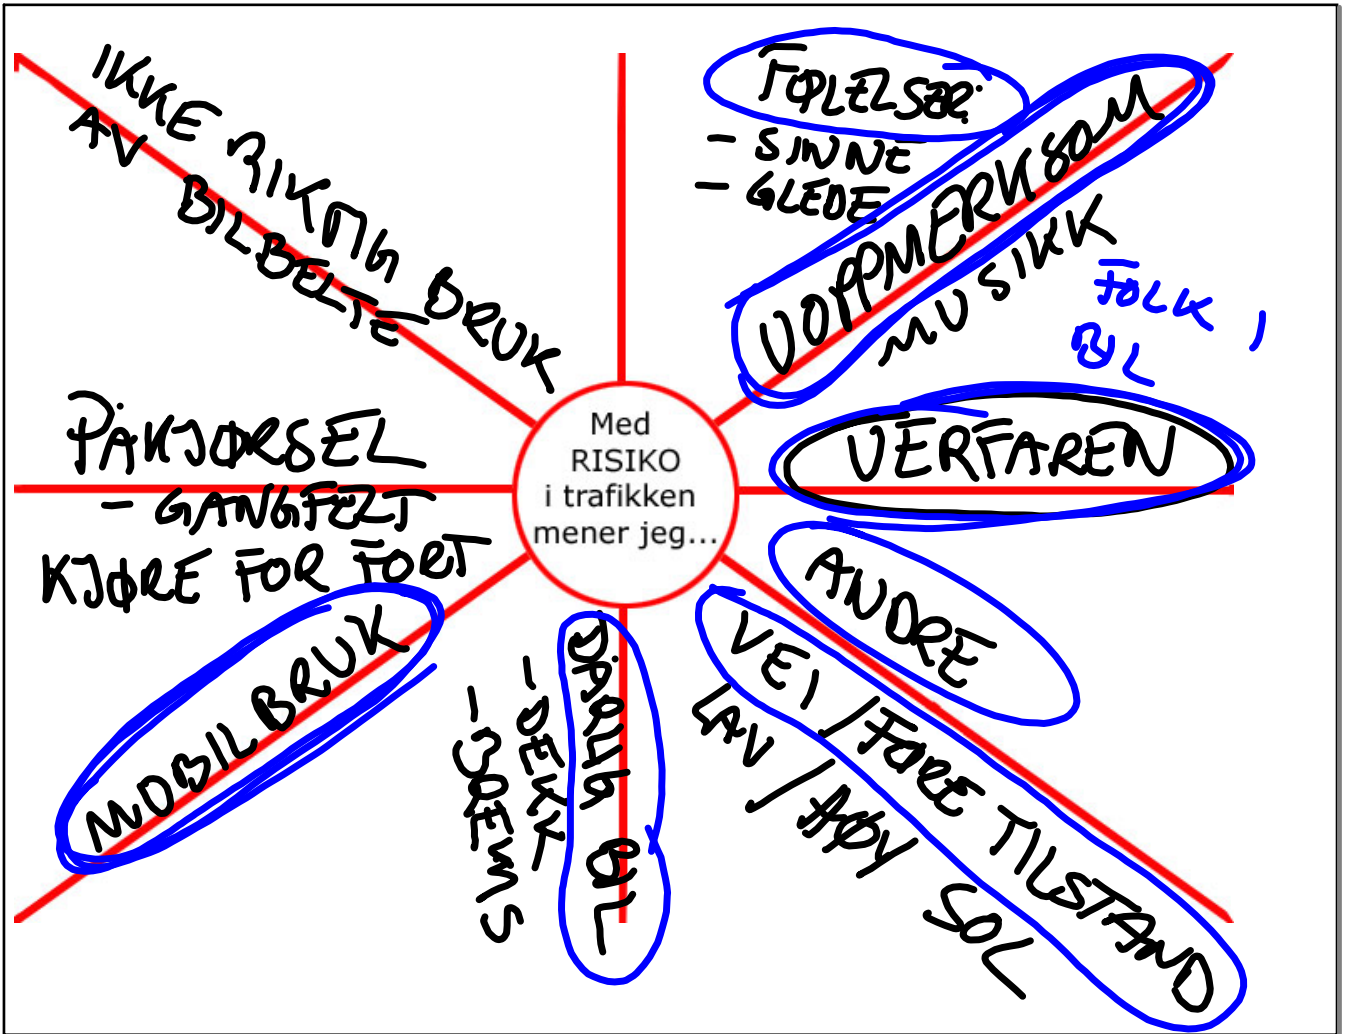 IKKE RIKTIG BRUK
AV BILBELTE
FØLELSER
- SINNE
- GLEDE
UOPPMERKSOM
MUSIKK
FOLK I
BIL
UERFAREN
ANDRE
VEI / FØRE TILSTAND
LAV / HØY SOL
DÅRLIG BIL
- DEKK
- BREMS
MOBILBRUK
KJØRE FOR FORT
PÅKJØRSEL
- GANGFELT
Med
RISIKO
i trafikken
mener jeg...